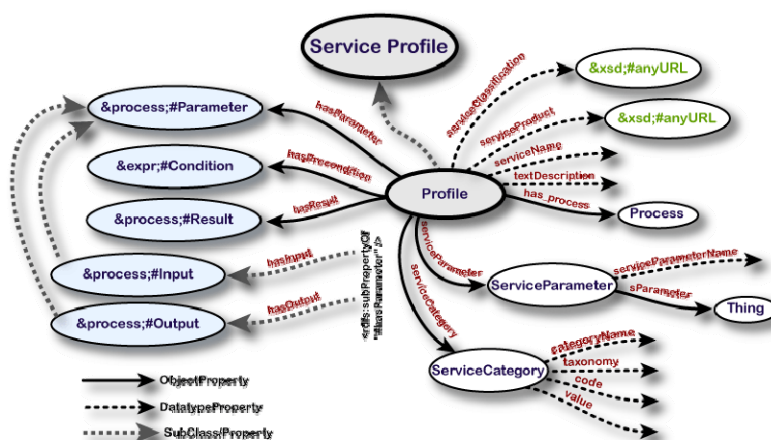 Service Profile
&xsd;#anyURL
serviceClassification
&process;#Parameter
hasParameter
serviceProduct
&xsd;#anyURL
serviceName
&expr;#Condition
hasPrecondition
textDescription
Profile
has_process
&process;#Result
hasResult
Process
hasInput
&process;#Input
serviceParameter
serviceParameterName
ServiceParameter
sParameter
Thing
hasOutput
&process;#Output
<rdfs:subPropertyOf
"#hasParameter" />
serviceCategory
ServiceCategory
categoryName
taxonomy
code
value
ObjectProperty
DatatypeProperty
SubClass/Property